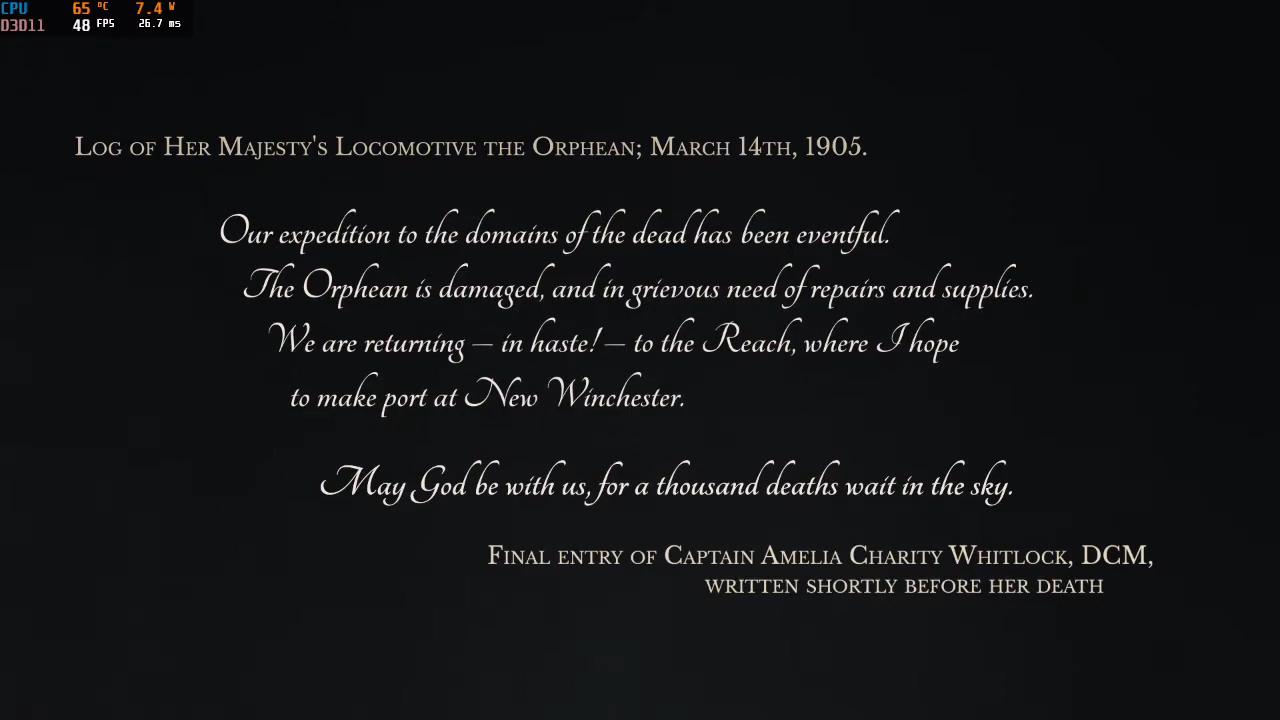 CPU 65 °C 7.4 W
D3D11 48 FPS 26.7 ms
Log of Her Majesty's Locomotive the Orphean; March 14th, 1905.
Our expedition to the domains of the dead has been eventful.
The Orphean is damaged, and in grievous need of repairs and supplies.
We are returning – in haste! – to the Reach, where I hope
to make port at New Winchester.
May God be with us, for a thousand deaths wait in the sky.
Final entry of Captain Amelia Charity Whitlock, DCM,
written shortly before her death